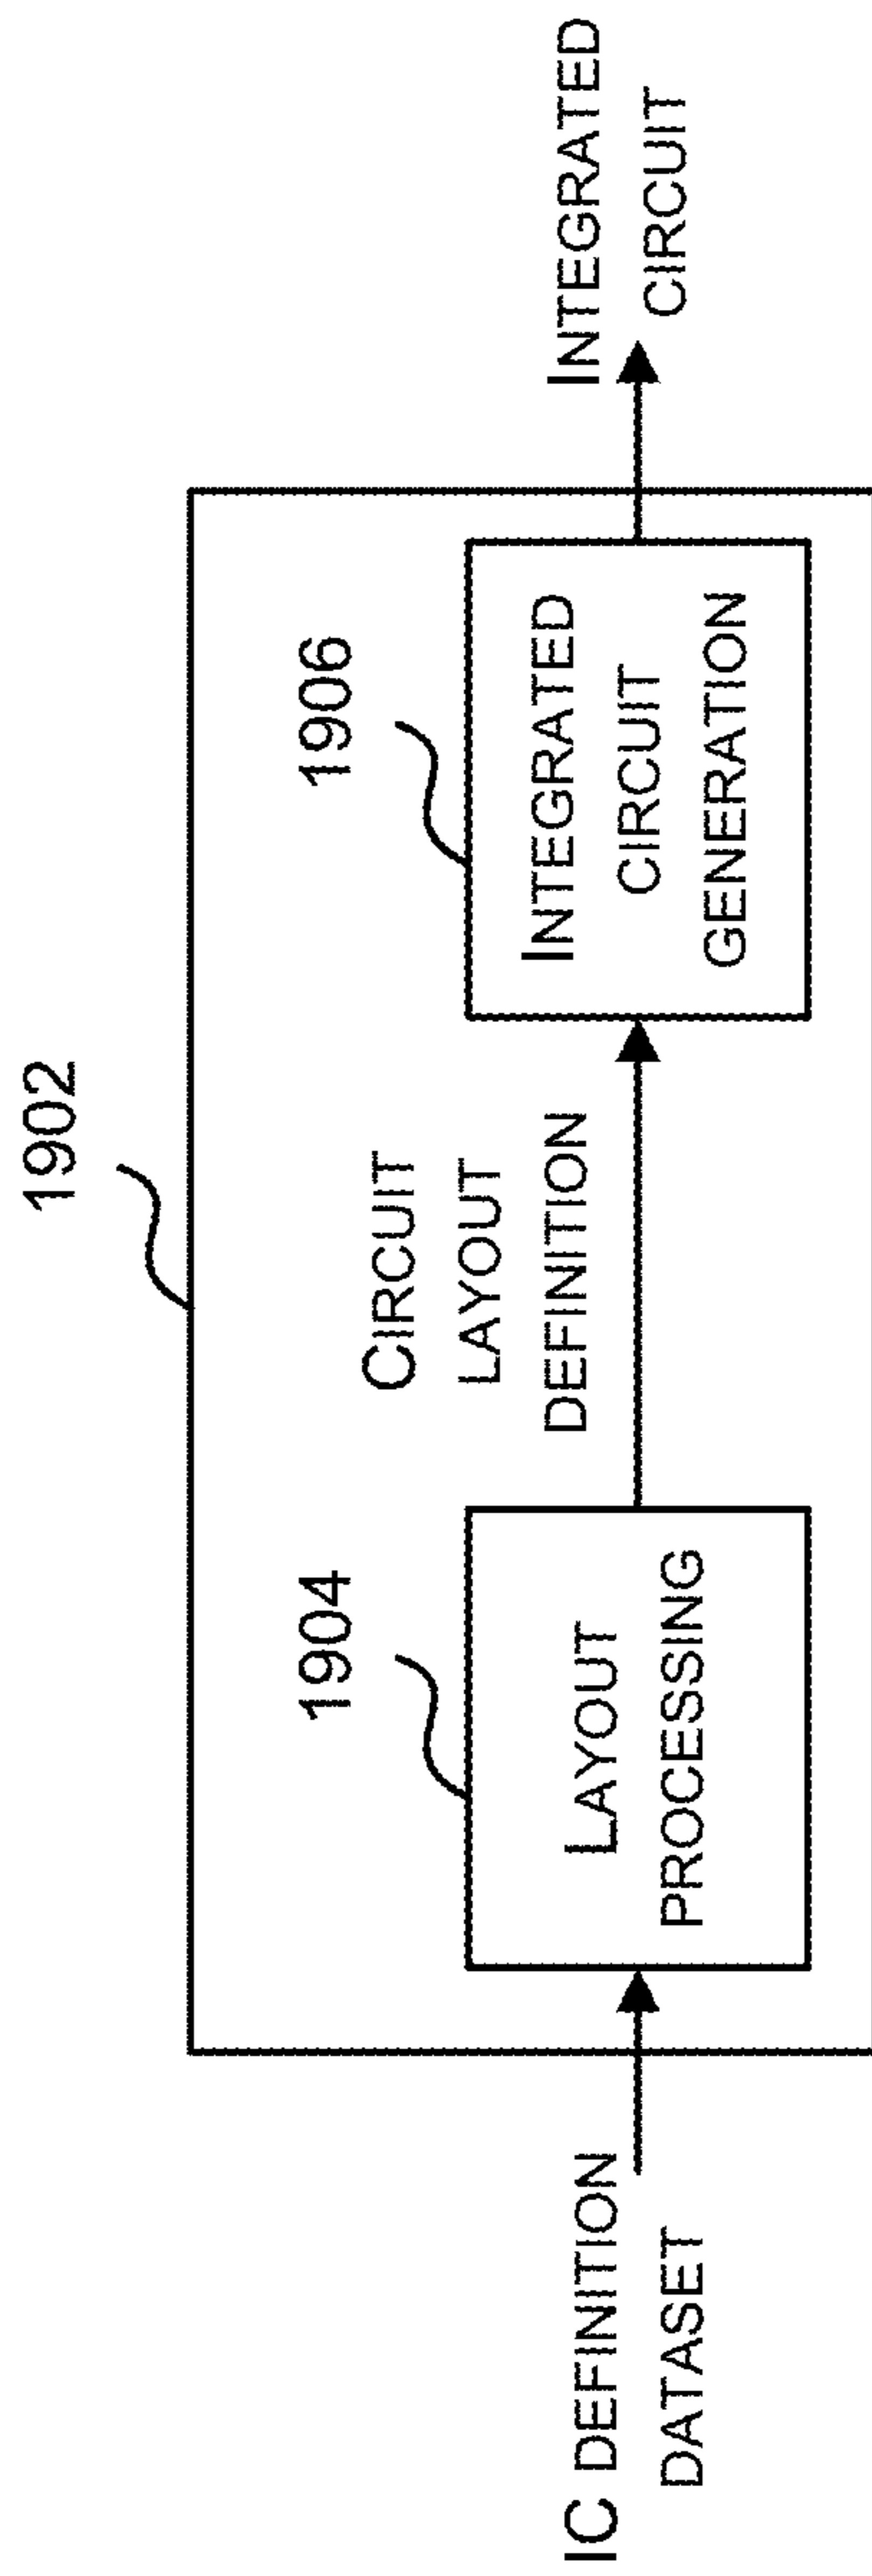 1902
1904
1906
IC DEFINITION
DATASET
LAYOUT
PROCESSING
CIRCUIT
LAYOUT
DEFINITION
INTEGRATED
CIRCUIT
GENERATION
INTEGRATED
CIRCUIT